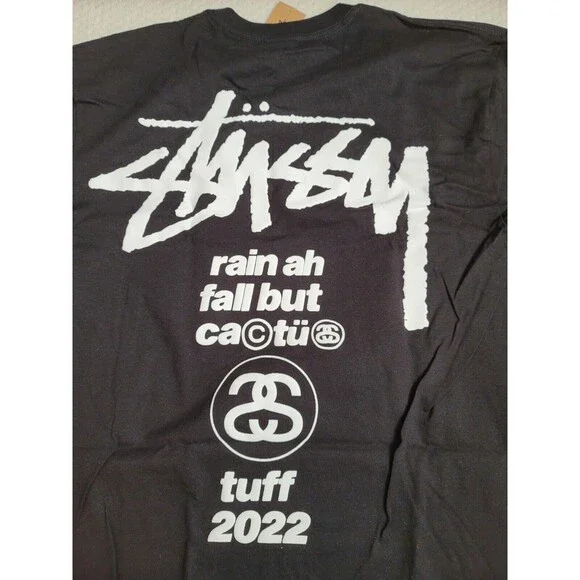 Stüssy
rain ah
fall but
ca©tü
tuff
2022